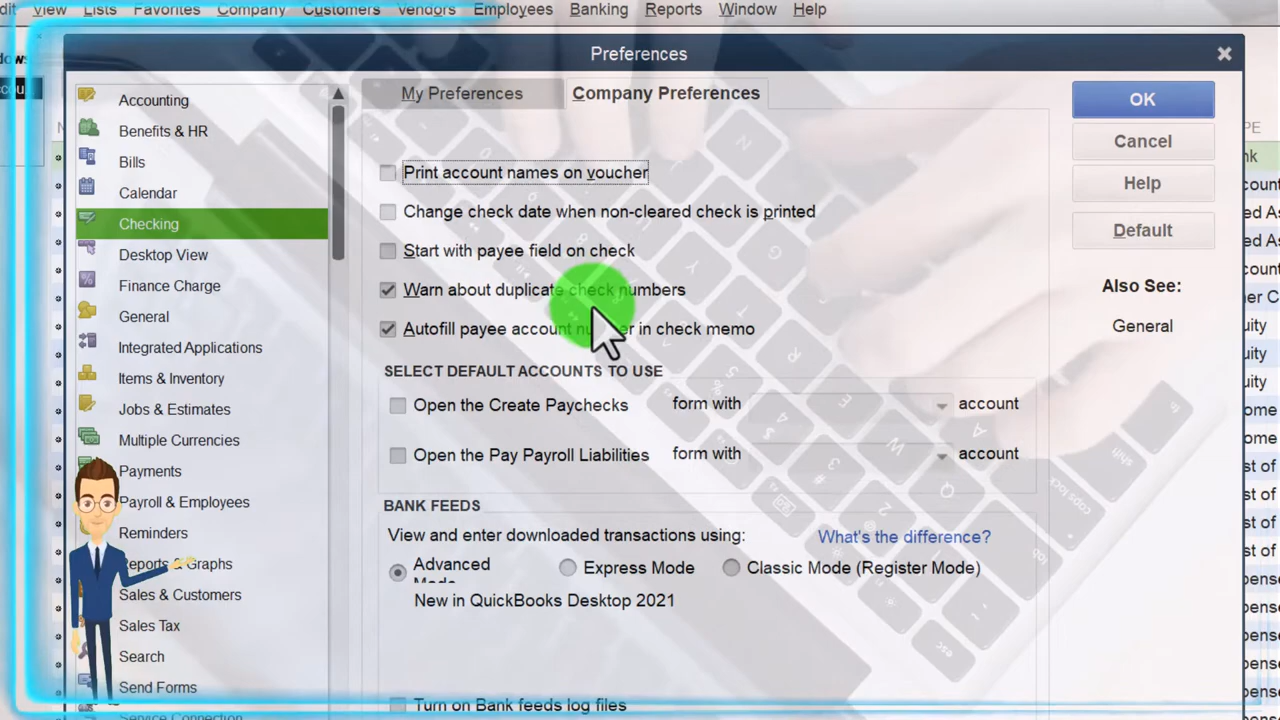 View Lists Favorites Company Customers Vendors Employees Banking Reports Window Help
Preferences
Accounting
Benefits & HR
Bills
Calendar
Checking
Desktop View
Finance Charge
General
Integrated Applications
Items & Inventory
Jobs & Estimates
Multiple Currencies
Payments
Payroll & Employees
Reminders
Reports & Graphs
Sales & Customers
Sales Tax
Search
Send Forms
Service Connection
My Preferences Company Preferences
Print account names on voucher
Change check date when non-cleared check is printed
Start with payee field on check
Warn about duplicate check numbers
Autofill payee account number in check memo
SELECT DEFAULT ACCOUNTS TO USE
Open the Create Paychecks form with account
Open the Pay Payroll Liabilities form with account
BANK FEEDS
View and enter downloaded transactions using: What's the difference?
Advanced
Mode
Express Mode Classic Mode (Register Mode)
New in QuickBooks Desktop 2021
Turn on Bank feeds log files
OK
Cancel
Help
Default
Also See:
General